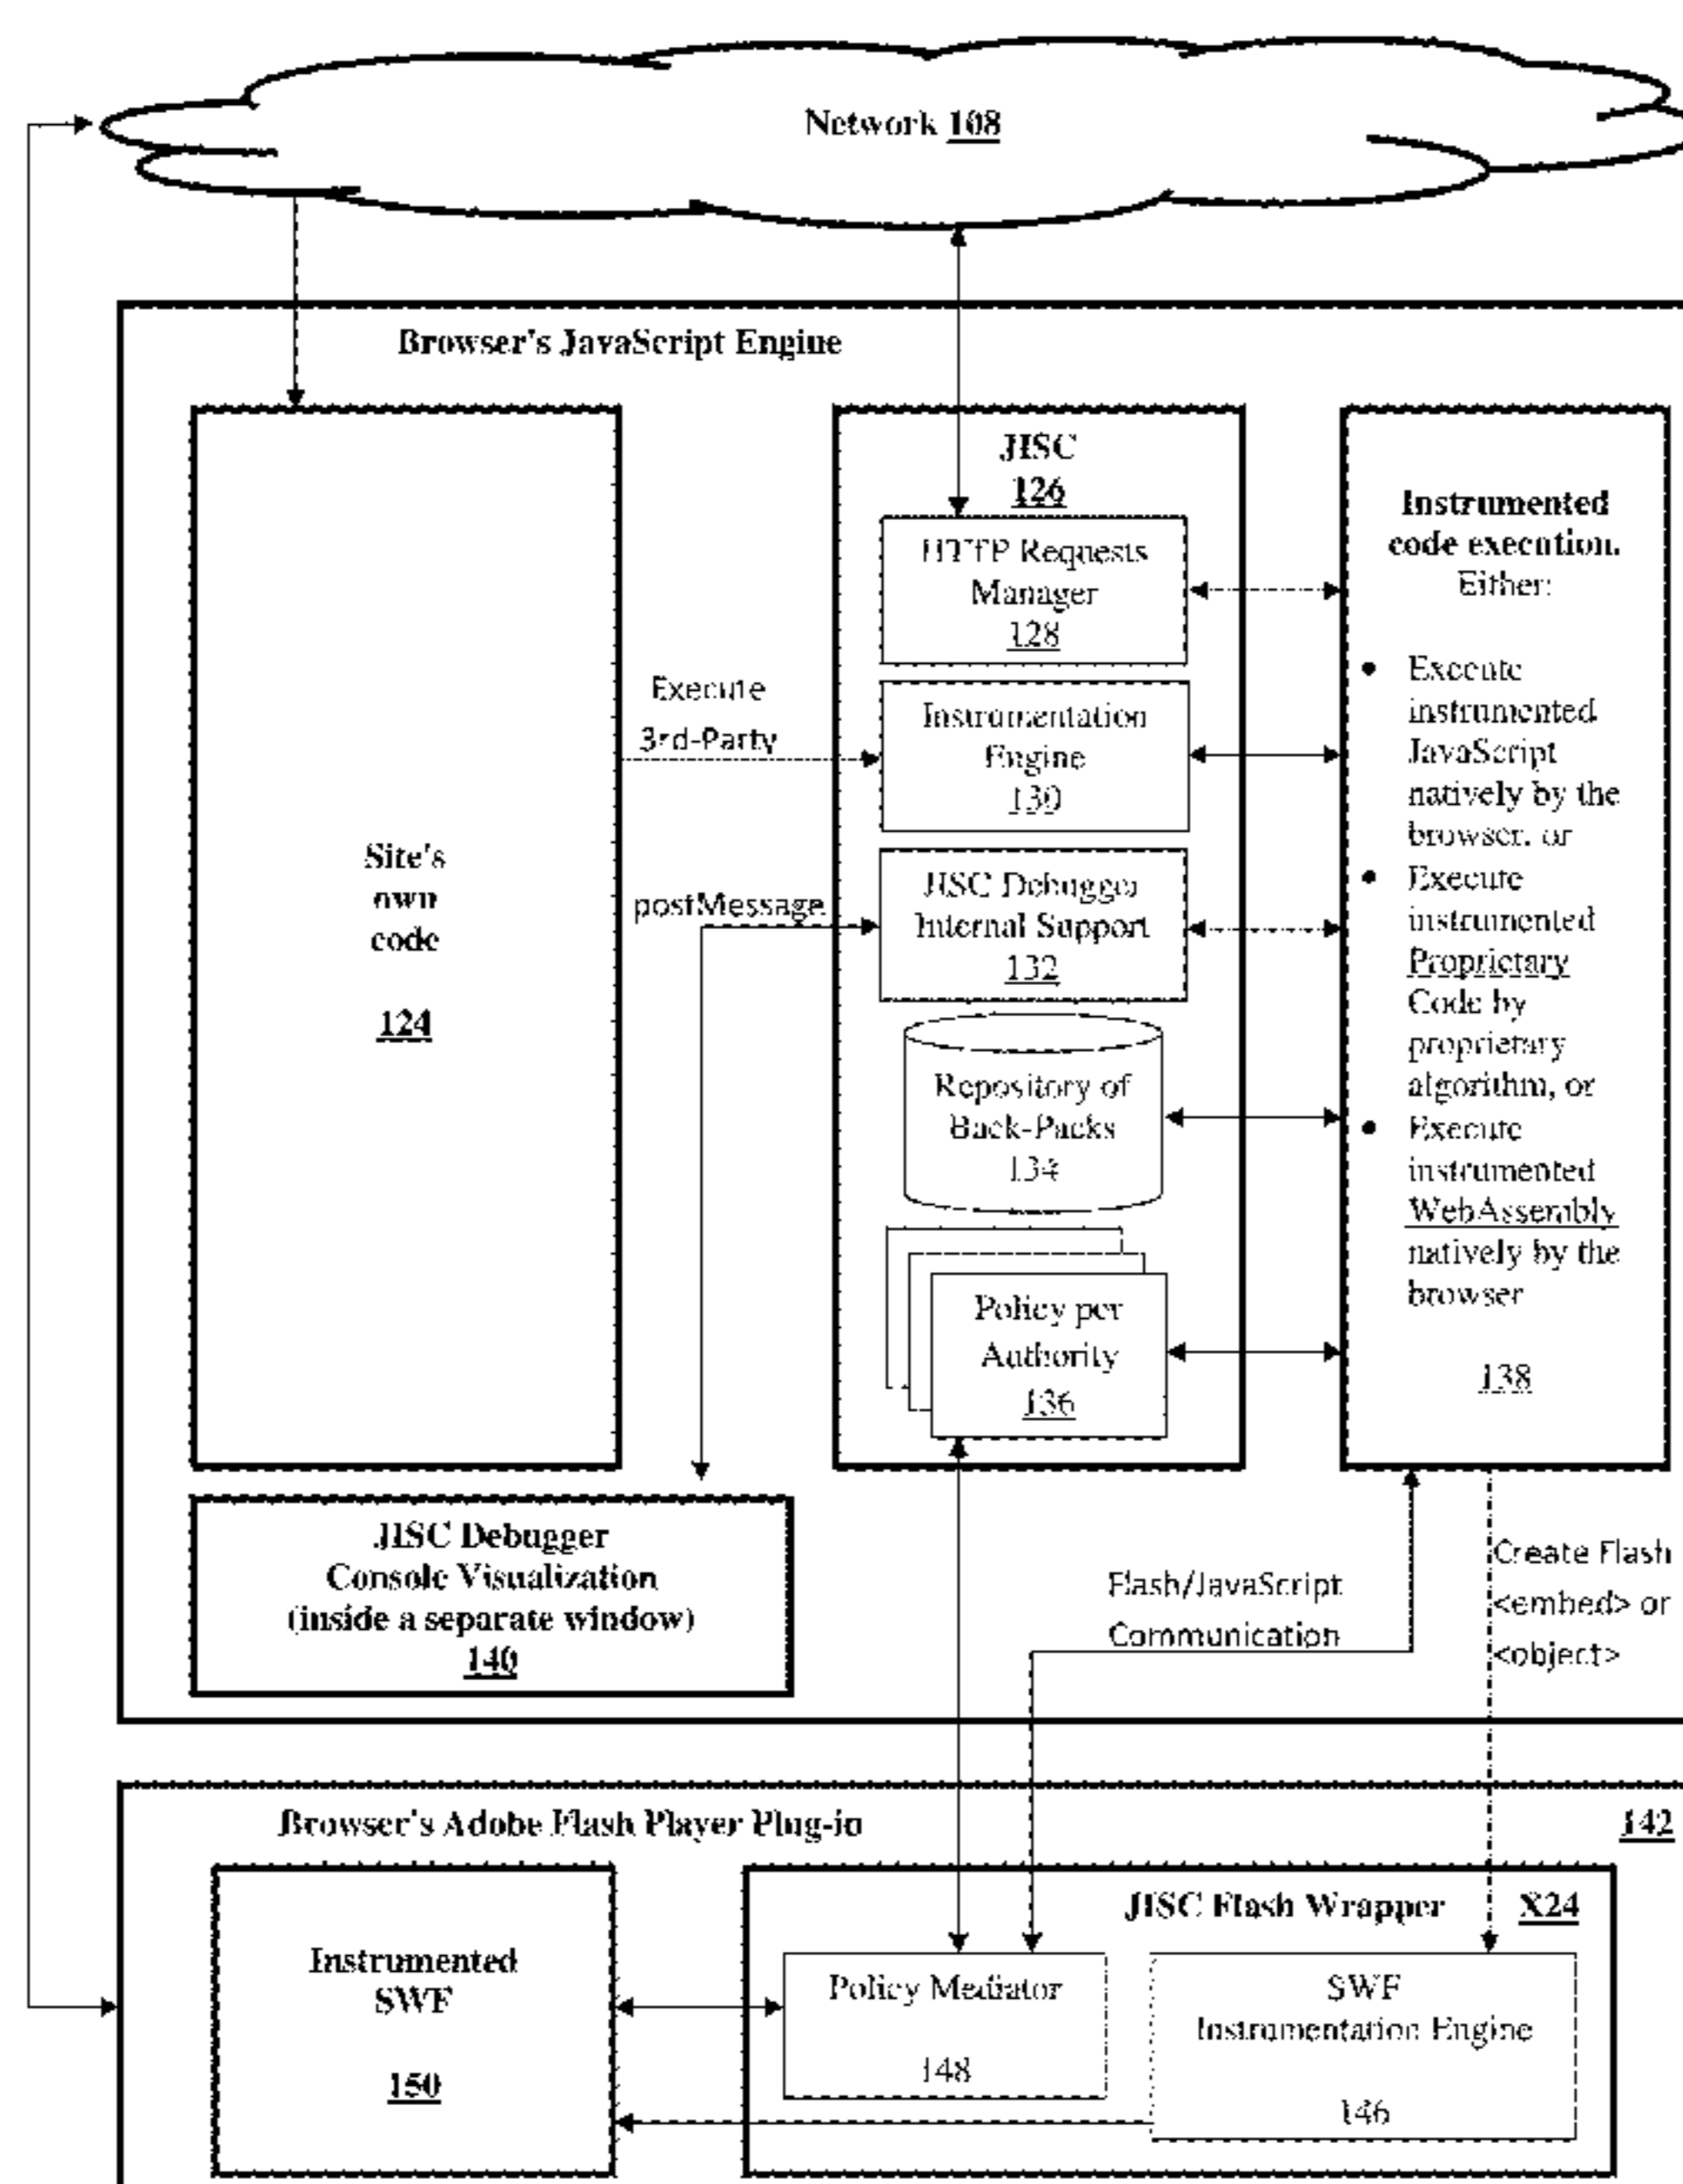 Network 108
Browser's JavaScript Engine
Site's
own
code
124
Execute
3rd-Party
postMessage
JISC
126
HTTP Requests
Manager
128
Instrumentation
Engine
130
JISC Debugger
Internal Support
132
Repository of
Back-Packs
134
Policy per
Authority
136
Instrumented
code execution.
Either:
• Execute
instrumented
JavaScript
natively by the
browser, or
• Execute
instrumented
Proprietary
Code by
proprietary
algorithm, or
• Execute
instrumented
WebAssembly
natively by the
browser
138
JISC Debugger
Console Visualization
(inside a separate window)
140
Flash/JavaScript
Communication
Create Flash
<embed> or
<object>
Browser's Adobe Flash Player Plug-in
142
Instrumented
SWF
150
JISC Flash Wrapper X24
Policy Mediator
148
SWF
Instrumentation Engine
146